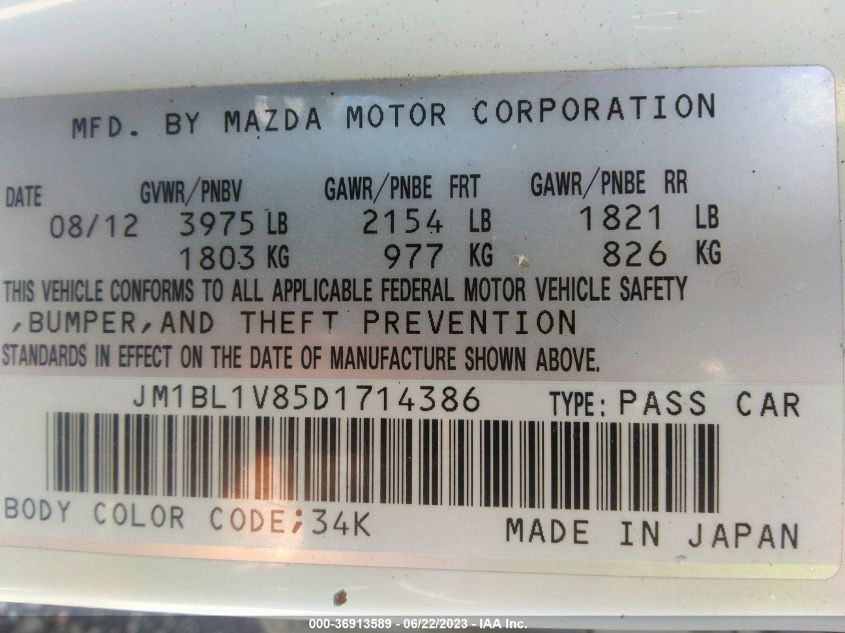 MFD. BY MAZDA MOTOR CORPORATION
DATE GVWR/PNBV GAWR/PNBE FRT GAWR/PNBE RR
08/12 3975 LB 2154 LB 1821 LB
1803 KG 977 KG 826 KG
THIS VEHICLE CONFORMS TO ALL APPLICABLE FEDERAL MOTOR VEHICLE SAFETY
,BUMPER,AND THEFT PREVENTION
STANDARDS IN EFFECT ON THE DATE OF MANUFACTURE SHOWN ABOVE.
JM1BL1V85D1714386 TYPE: PASS CAR
BODY COLOR CODE;34K MADE IN JAPAN
000-36913589 - 06/22/2023 - IAA Inc.